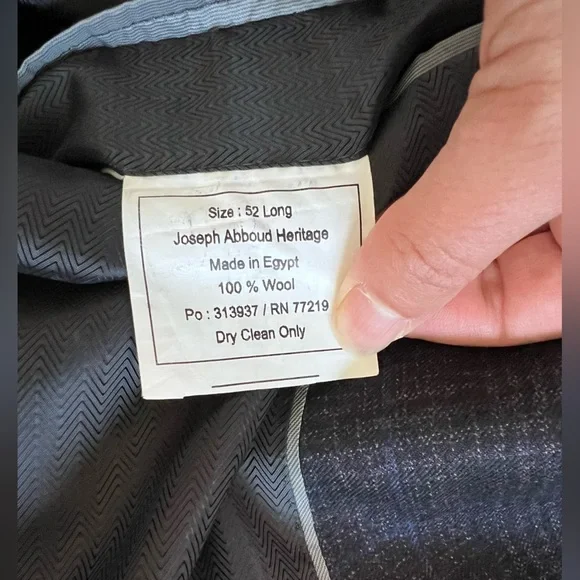 Size : 52 Long
Joseph Abboud Heritage
Made in Egypt
100 % Wool
Po : 313937 / RN 77219
Dry Clean Only